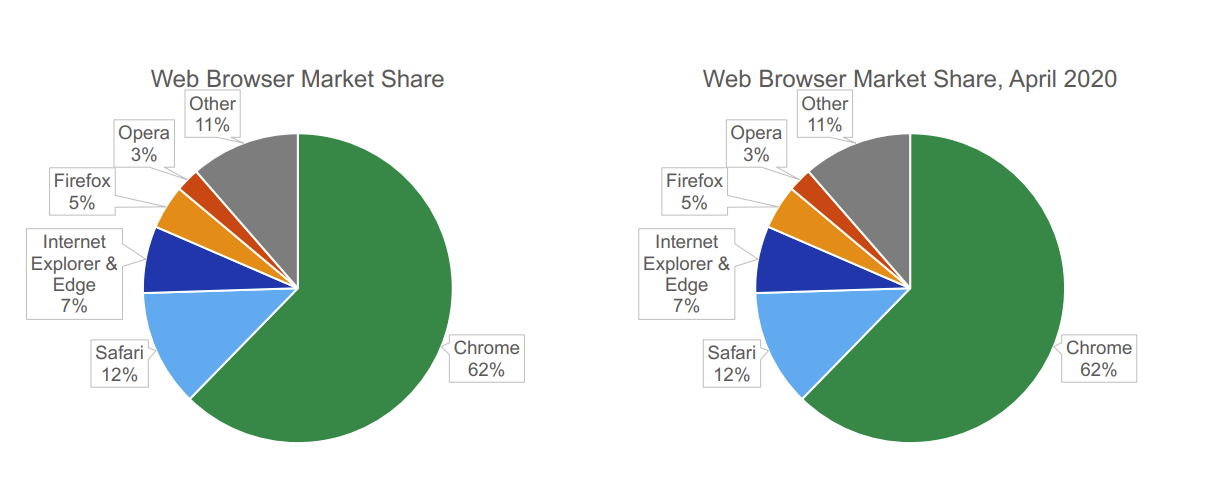 Web Browser Market Share
Other
11%
Opera
3%
Firefox
5%
Internet
Explorer &
Edge
7%
Safari
12%
Chrome
62%
Web Browser Market Share, April 2020
Other
11%
Opera
3%
Firefox
5%
Internet
Explorer &
Edge
7%
Safari
12%
Chrome
62%